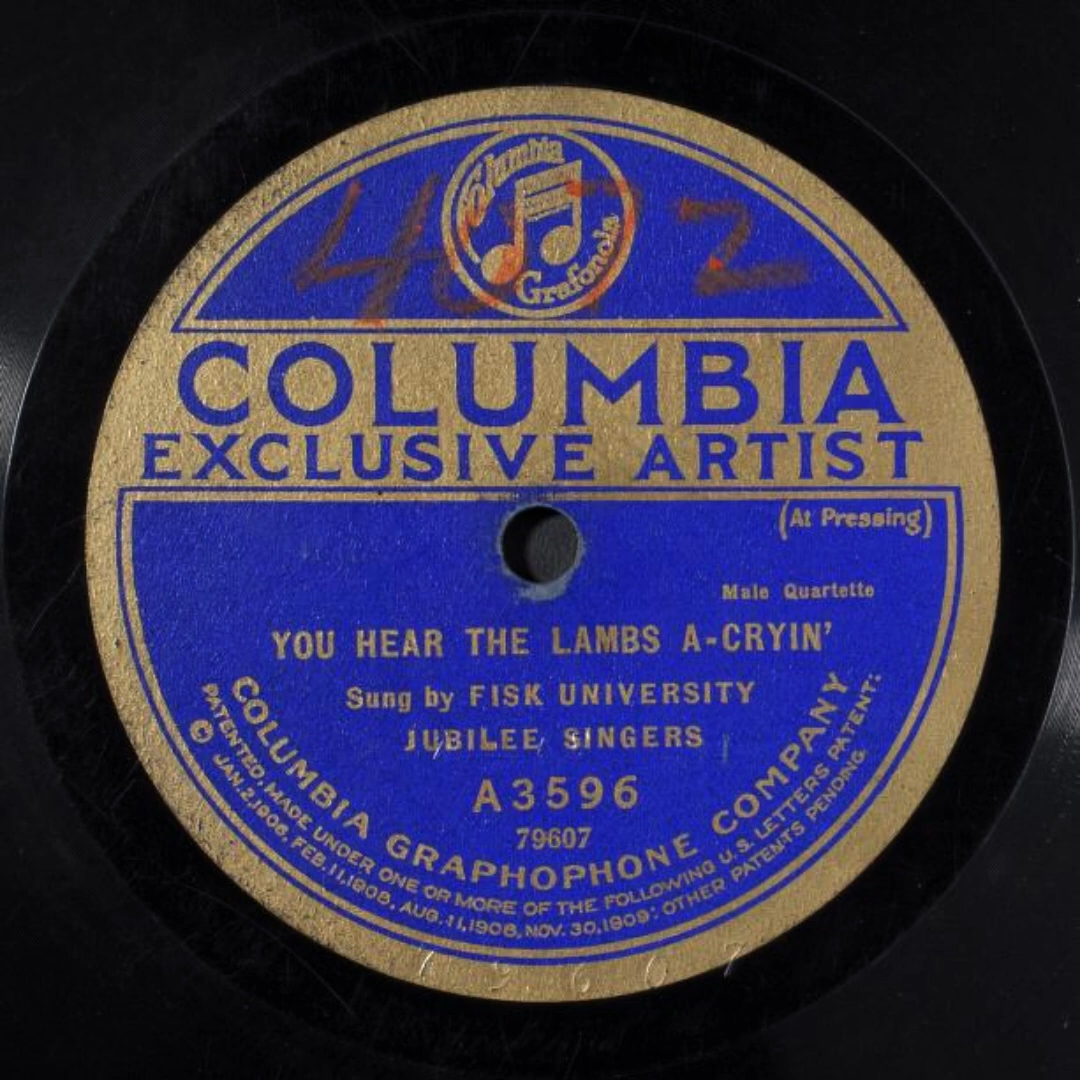 Columbia
Grafonola
COLUMBIA
EXCLUSIVE ARTIST
(At Pressing)
Male Quartette
YOU HEAR THE LAMBS A-CRYIN'
Sung by FISK UNIVERSITY
JUBILEE SINGERS
A3596
79607
COLUMBIA GRAPHOPHONE COMPANY
PATENTED. MADE UNDER ONE OR MORE OF THE FOLLOWING U.S. LETTERS PATENT:
© JAN.2,1906, FEB.11,1908, AUG.11,1908, NOV.30,1909: OTHER PATENTS PENDING.
79607